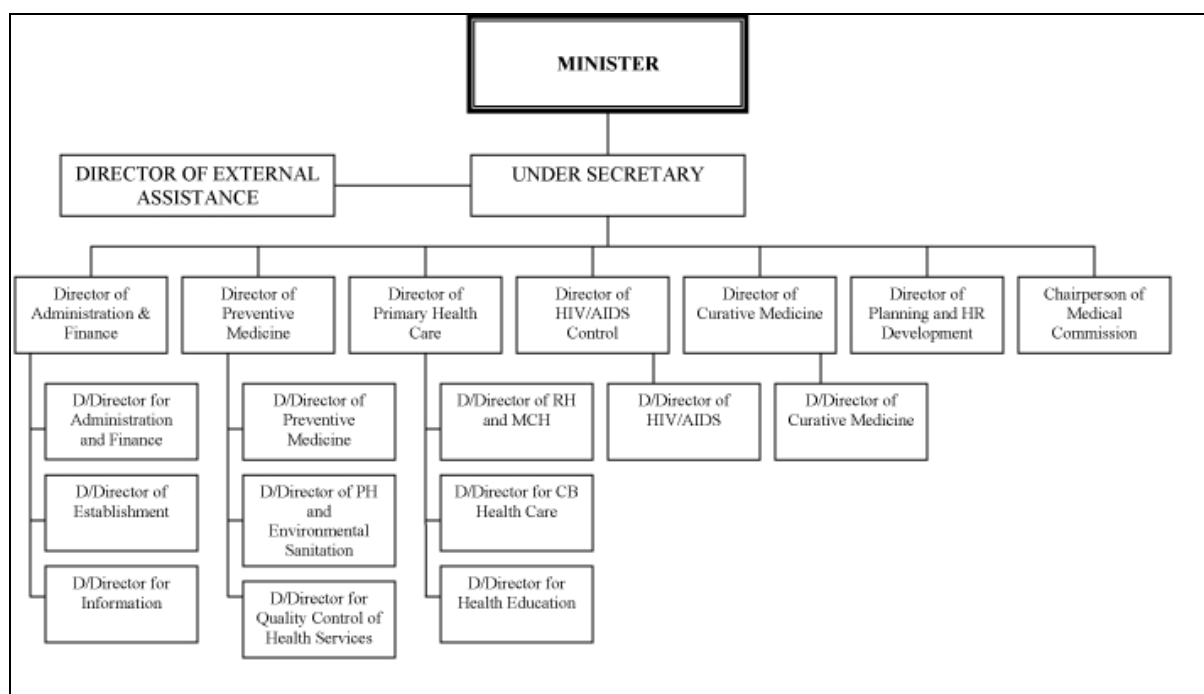 MINISTER
DIRECTOR OF EXTERNAL
ASSISTANCE
UNDER SECRETARY
Director of
Administration &
Finance
Director of
Preventive
Medicine
Director of
Primary Health
Care
Director of
HIV/AIDS
Control
Director of
Curative Medicine
Director of
Planning and HR
Development
Chairperson of
Medical
Commission
D/Director for
Administration
and Finance
D/Director of
Preventive
Medicine
D/Director of RH
and MCH
D/Director of
HIV/AIDS
D/Director of
Curative Medicine
D/Director of
Establishment
D/Director of PH
and
Environmental
Sanitation
D/Director for CB
Health Care
D/Director for
Information
D/Director for
Quality Control of
Health Services
D/Director for
Health Education